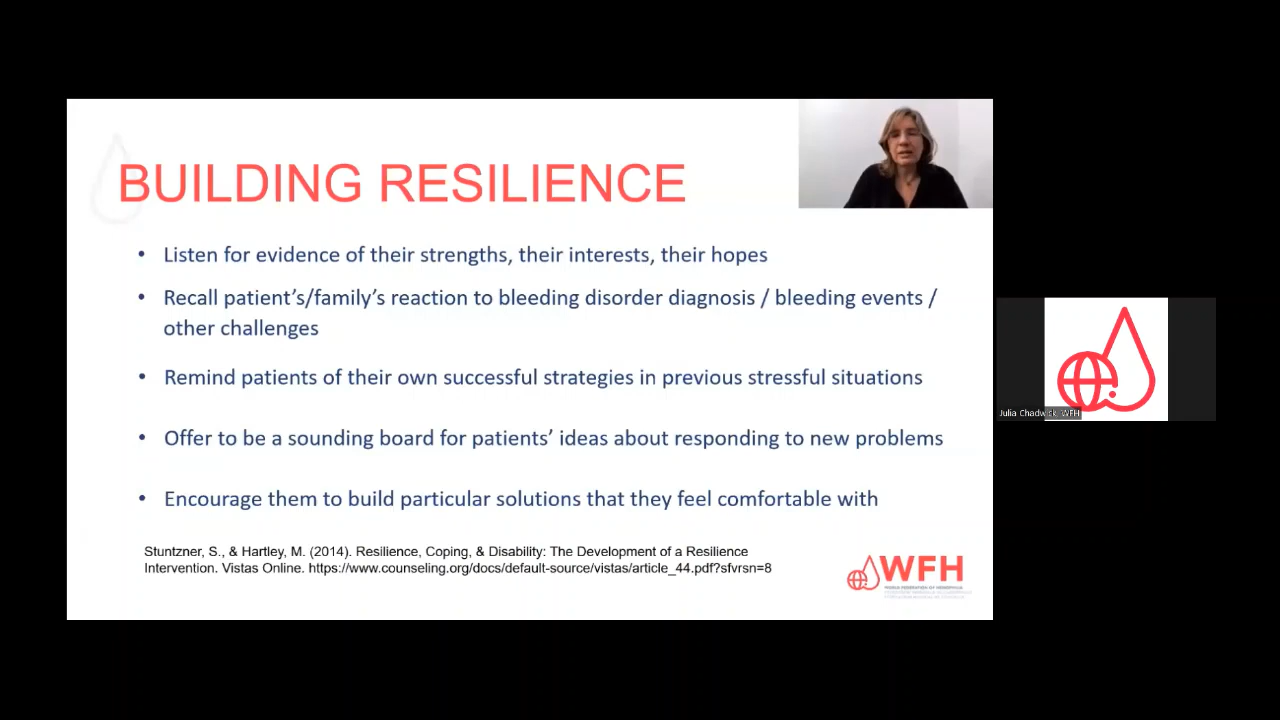 BUILDING RESILIENCE
• Listen for evidence of their strengths, their interests, their hopes
• Recall patient's/family's reaction to bleeding disorder diagnosis / bleeding events /
other challenges
• Remind patients of their own successful strategies in previous stressful situations
• Offer to be a sounding board for patients' ideas about responding to new problems
• Encourage them to build particular solutions that they feel comfortable with
Stuntzner, S., & Hartley, M. (2014). Resilience, Coping, & Disability: The Development of a Resilience
Intervention. Vistas Online. https://www.counseling.org/docs/default-source/vistas/article_44.pdf?sfvrsn=8
WFH
WORLD FEDERATION OF HEMOPHILIA
Julia Chadwick, WFH